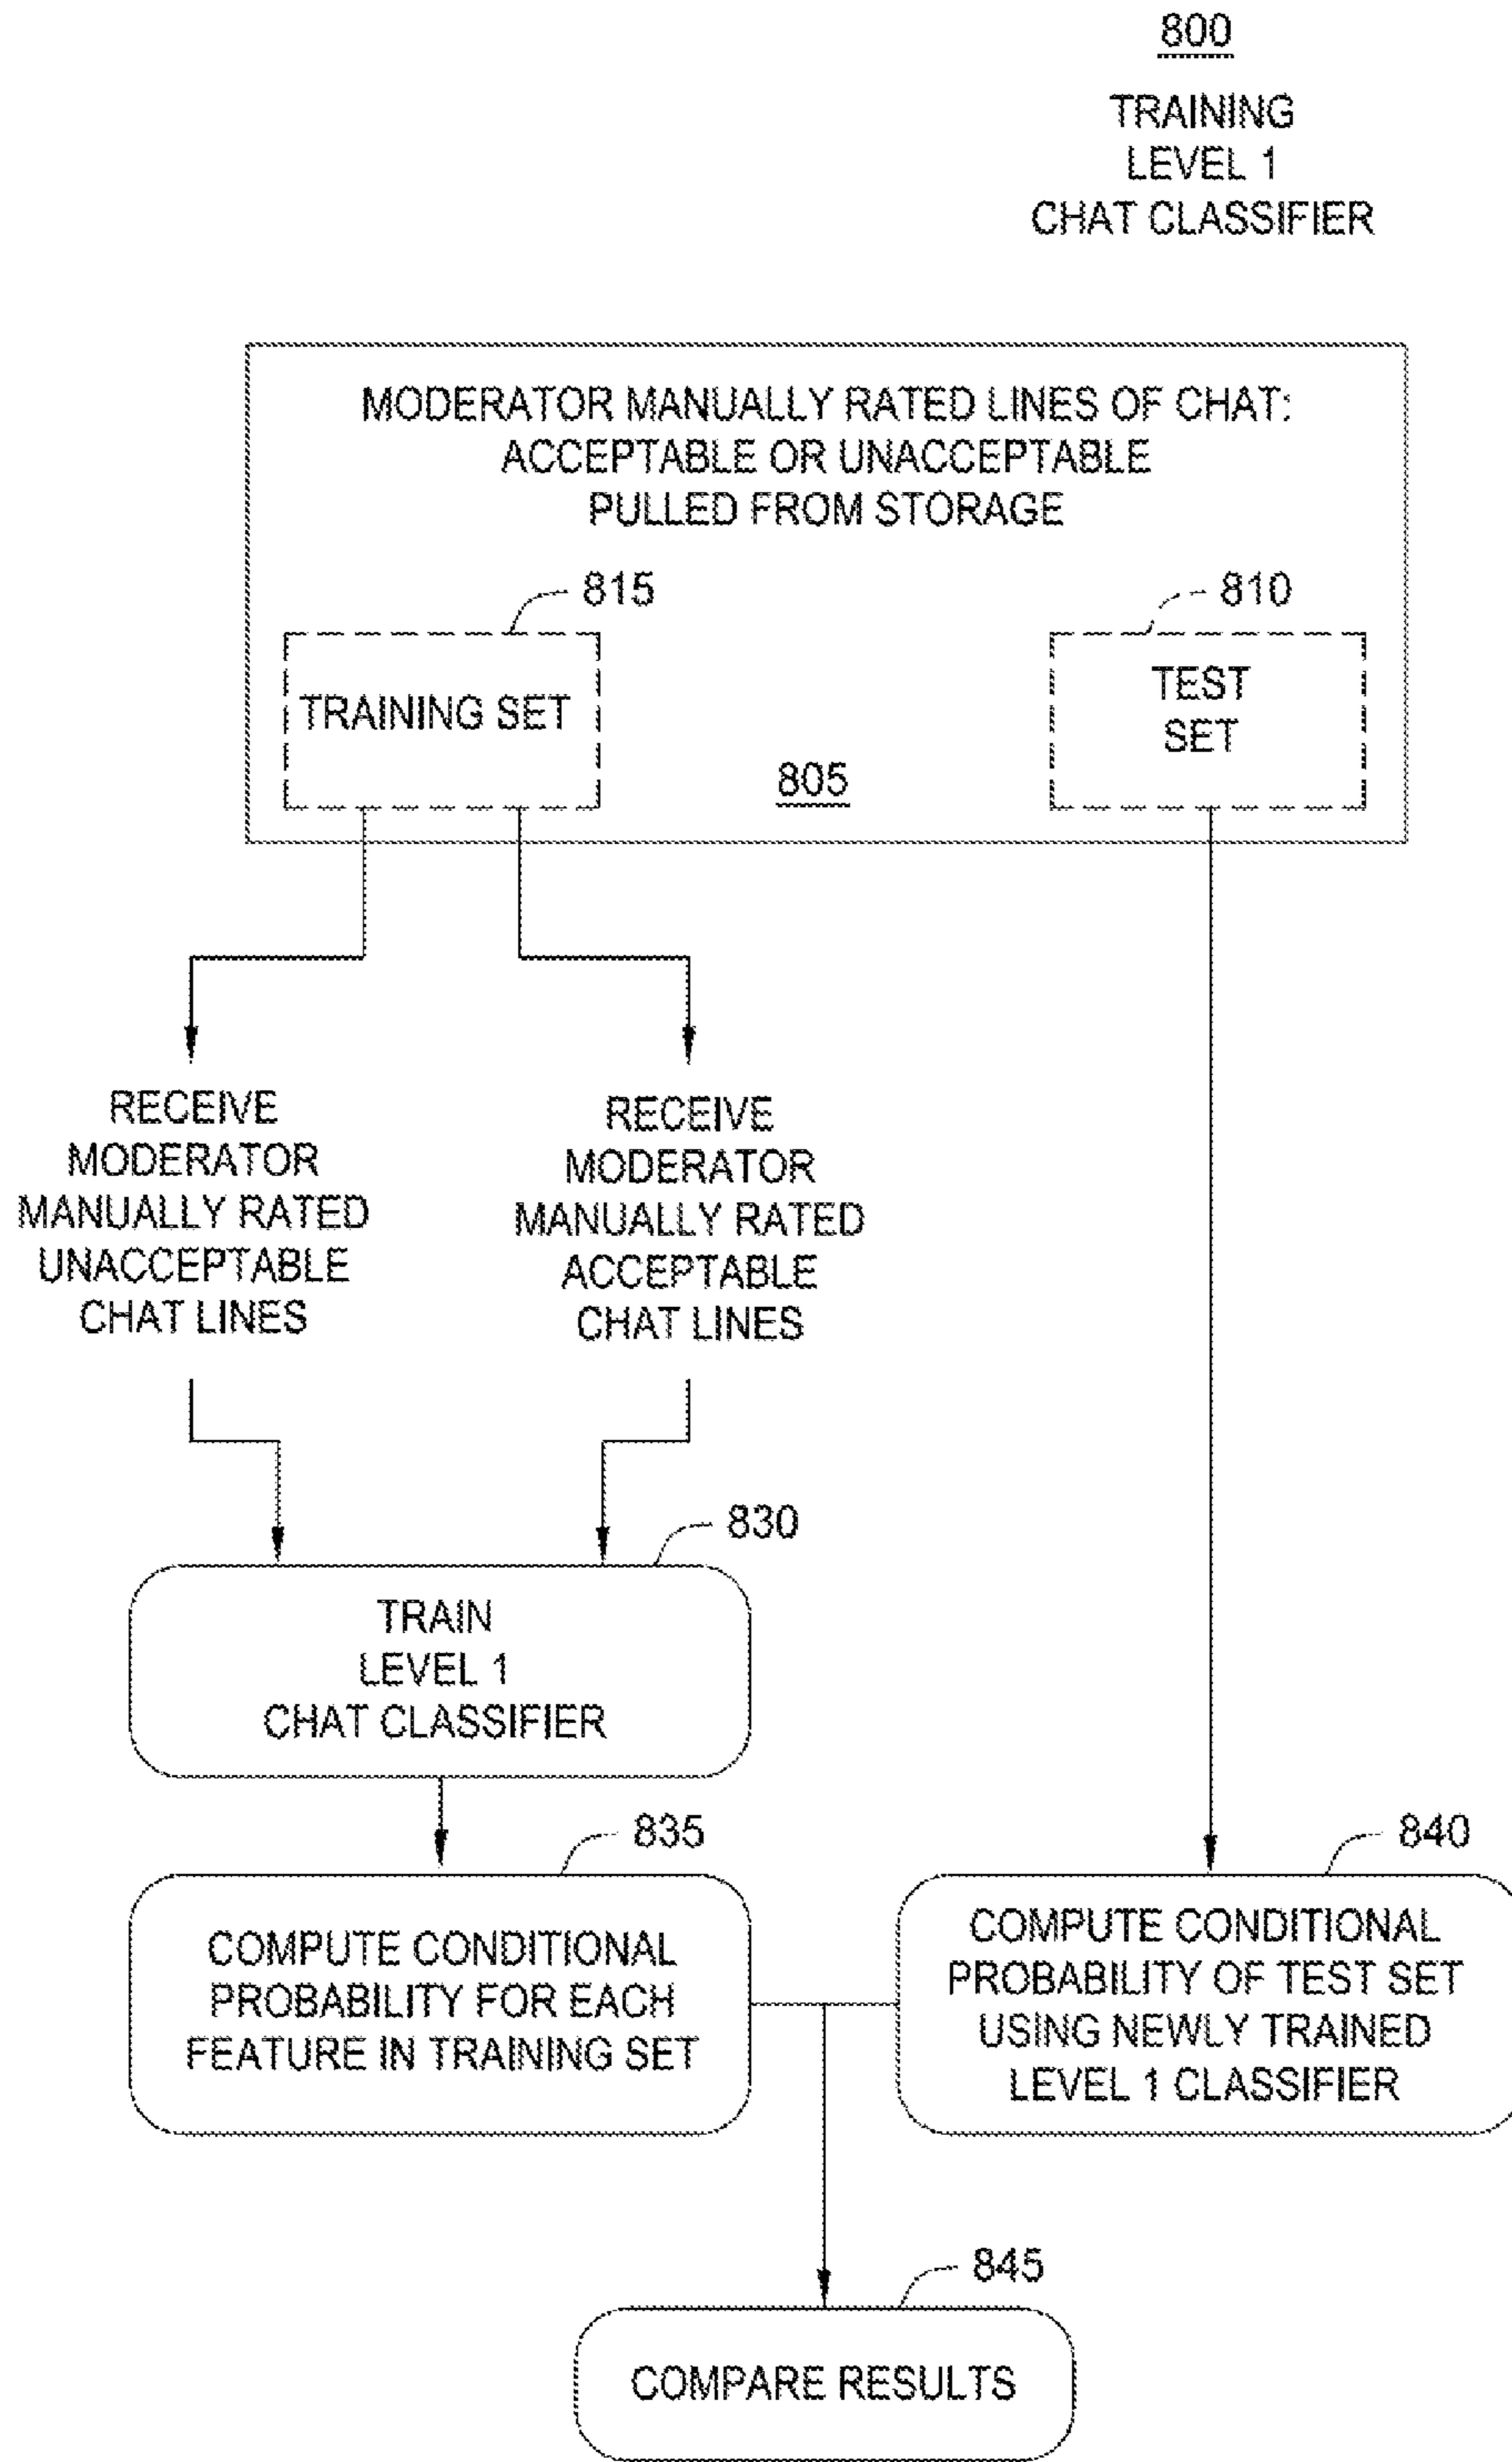 800
TRAINING
LEVEL 1
CHAT CLASSIFIER
MODERATOR MANUALLY RATED LINES OF CHAT:
ACCEPTABLE OR UNACCEPTABLE
PULLED FROM STORAGE
815
TRAINING SET
810
TEST
SET
805
RECEIVE
MODERATOR
MANUALLY RATED
UNACCEPTABLE
CHAT LINES
RECEIVE
MODERATOR
MANUALLY RATED
ACCEPTABLE
CHAT LINES
830
TRAIN
LEVEL 1
CHAT CLASSIFIER
835
COMPUTE CONDITIONAL
PROBABILITY FOR EACH
FEATURE IN TRAINING SET
840
COMPUTE CONDITIONAL
PROBABILITY OF TEST SET
USING NEWLY TRAINED
LEVEL 1 CLASSIFIER
845
COMPARE RESULTS